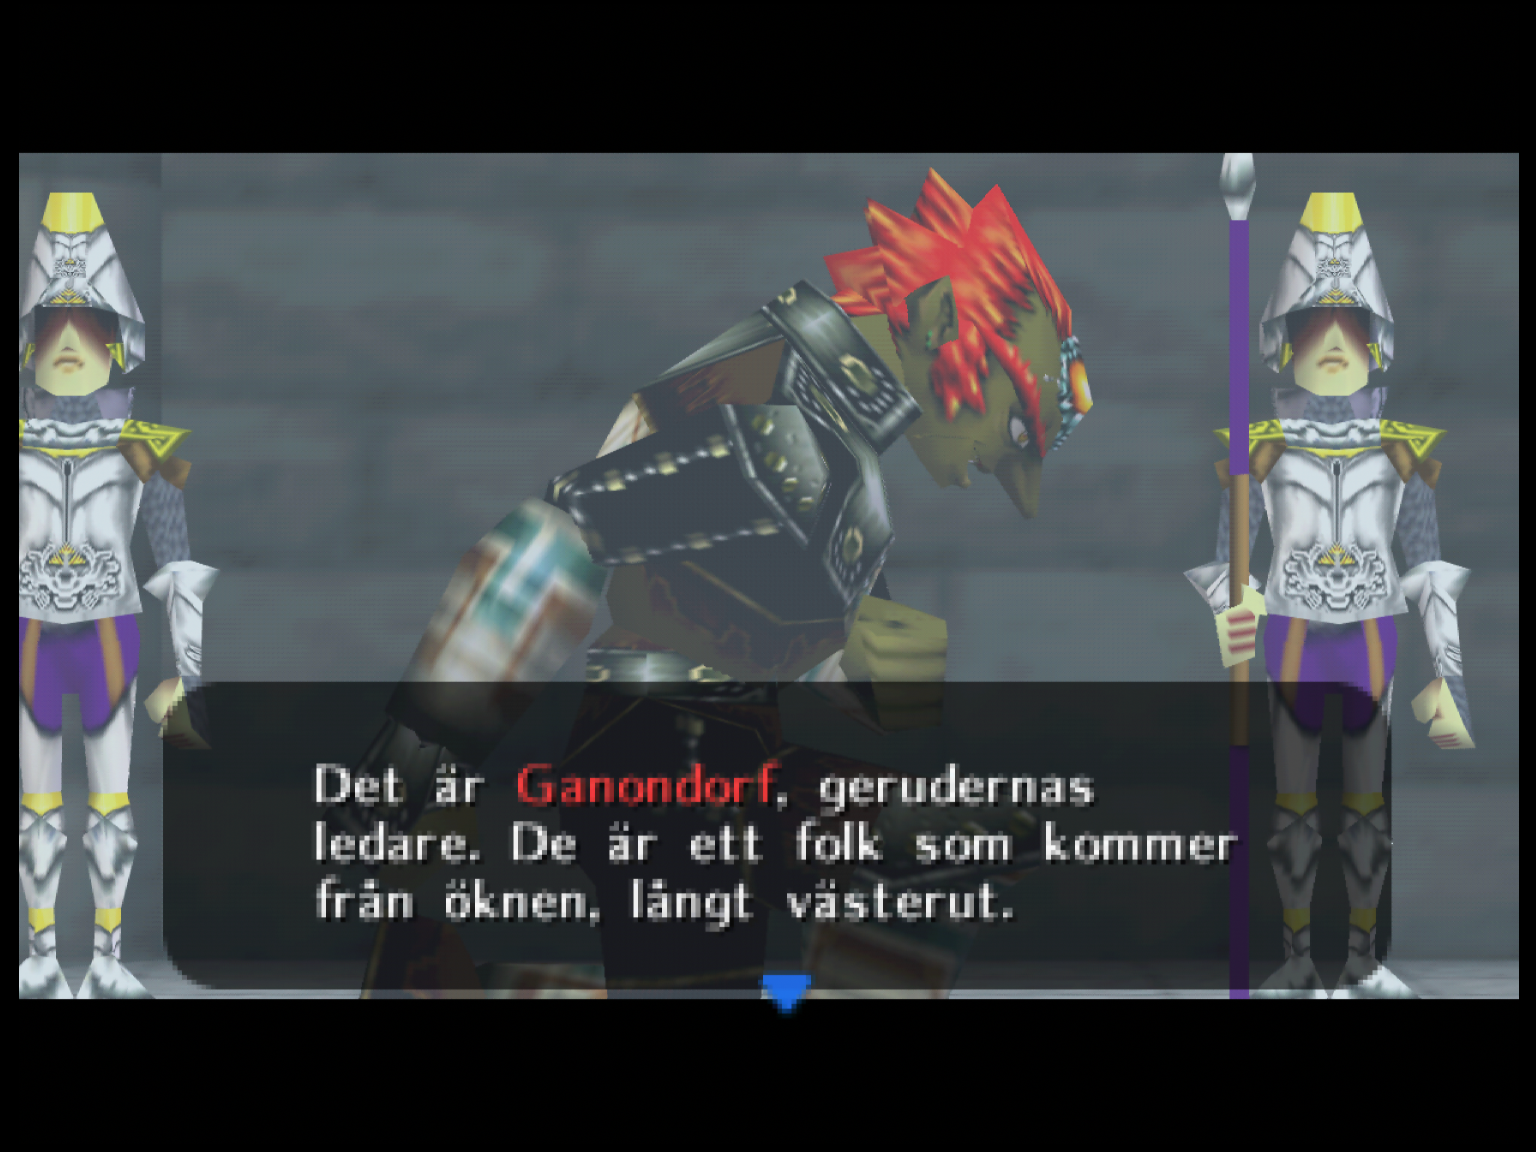 Det är Ganondorf, gerudernas
ledare. De är ett folk som kommer
från öknen, långt västerut.